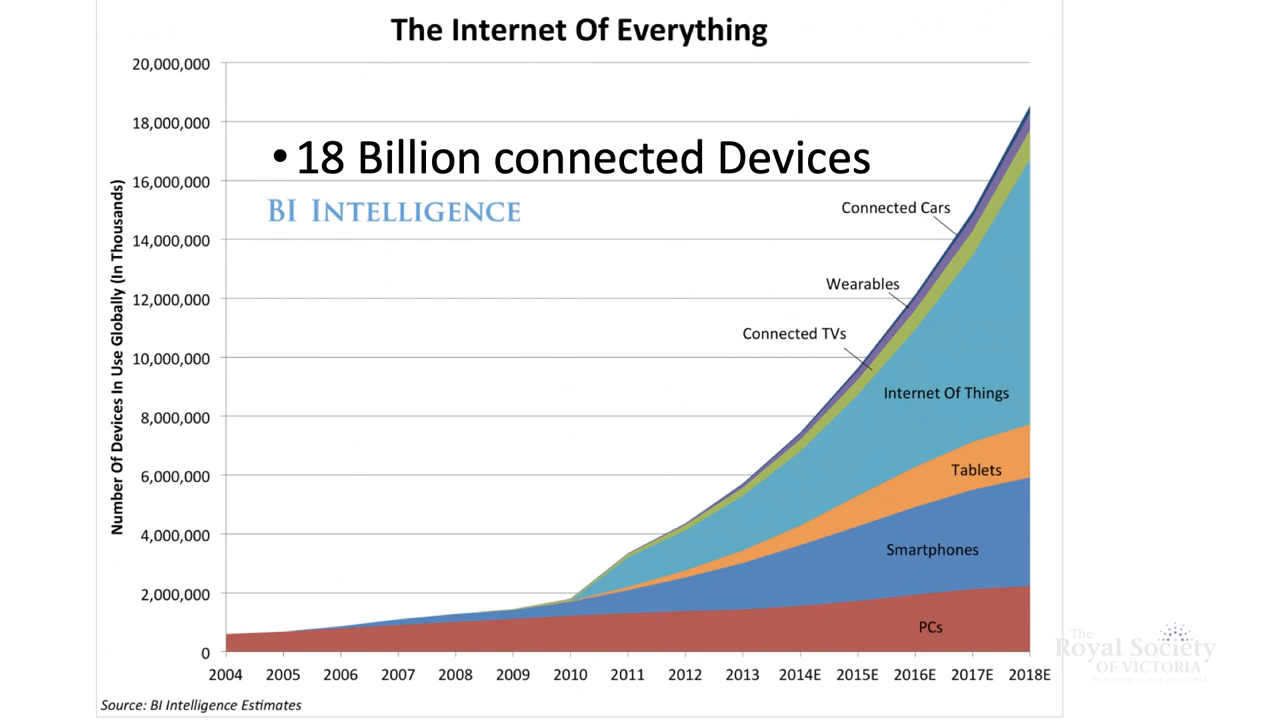 The Internet Of Everything
20,000,000
18,000,000
• 18 Billion connected Devices
16,000,000
BI INTELLIGENCE
Connected Cars
14,000,000
Wearables
12,000,000
Connected TVs
10,000,000
Internet Of Things
8,000,000
Tablets
6,000,000
Smartphones
4,000,000
2,000,000
PCs
0
Number Of Devices In Use Globally (In Thousands)
2004 2005 2006 2007 2008 2009 2010 2011 2012 2013 2014E 2015E 2016E 2017E 2018E
The
Royal Society
OF VICTORIA
Source: BI Intelligence Estimates